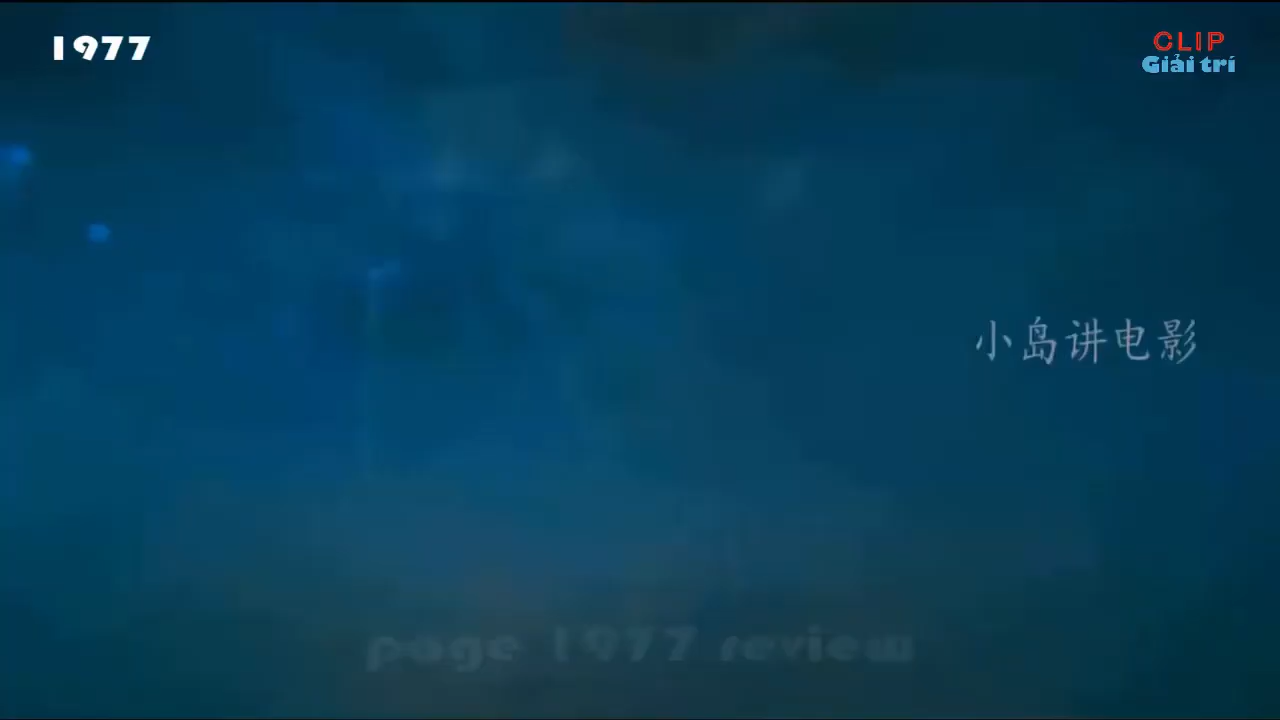 1977
CLIP
Giải trí
小岛讲电影
page 1977 review